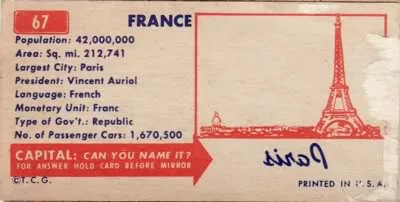 67
FRANCE
Population: 42,000,000
Area: Sq. mi. 212,741
Largest City: Paris
President: Vincent Auriol
Language: French
Monetary Unit: Franc
Type of Gov't.: Republic
No. of Passenger Cars: 1,670,500
CAPITAL: CAN YOU NAME IT?
FOR ANSWER HOLD CARD BEFORE MIRROR
Paris
©T.C.G.
PRINTED IN U.S.A.